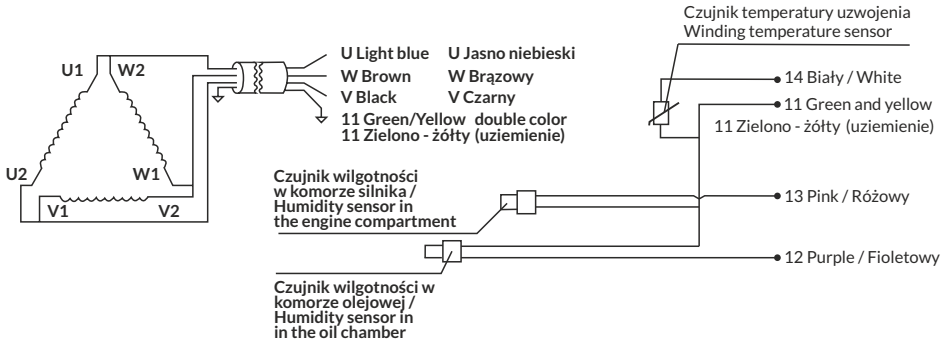 Czujnik temperatury uzwojenia
Winding temperature sensor
U1 W2
U Light blue U Jasno niebieski
W Brown W Brązowy
V Black V Czarny
11 Green/Yellow double color
11 Zielono - żółty (uziemienie)
14 Biały / White
11 Green and yellow
11 Zielono - żółty (uziemienie)
U2 W1
V1 V2
Czujnik wilgotności
w komorze silnika /
Humidity sensor in
the engine compartment
13 Pink / Różowy
12 Purple / Fioletowy
Czujnik wilgotności w
komorze olejowej /
Humidity sensor in
in the oil chamber